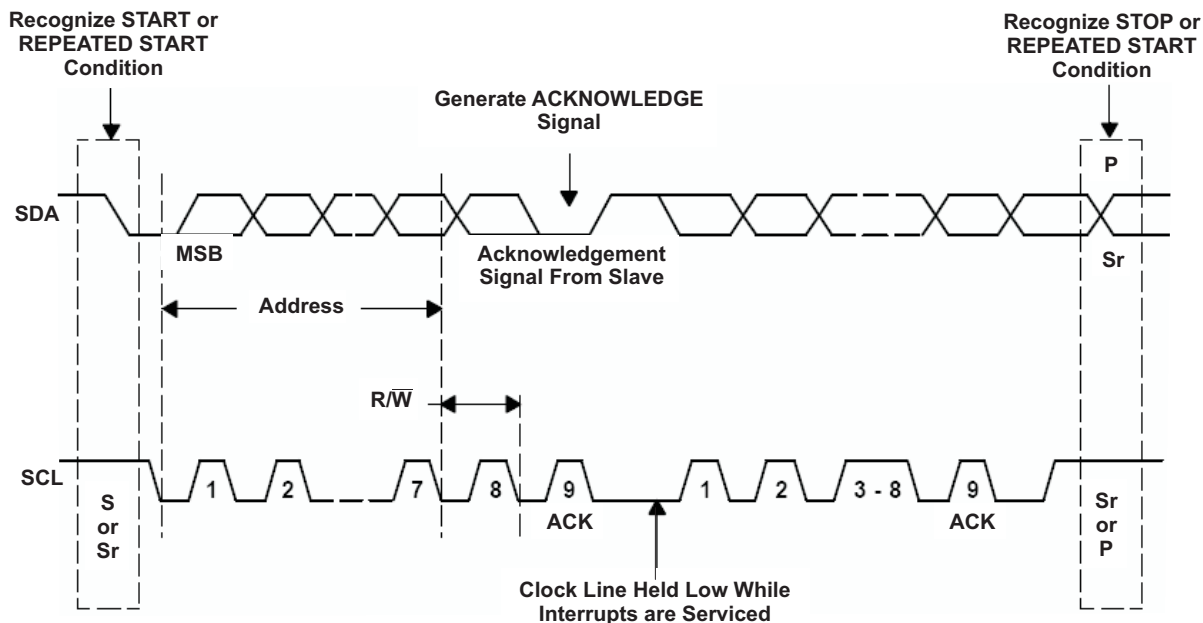 Recognize START or
REPEATED START
Condition
Recognize STOP or
REPEATED START
Condition
Generate ACKNOWLEDGE
Signal
P
SDA
MSB
Acknowledgement
Signal From Slave
Sr
Address
R/W̅
SCL
1
2
7
8
9
1
2
3 - 8
9
S
or
Sr
ACK
ACK
Sr
or
P
Clock Line Held Low While
Interrupts are Serviced